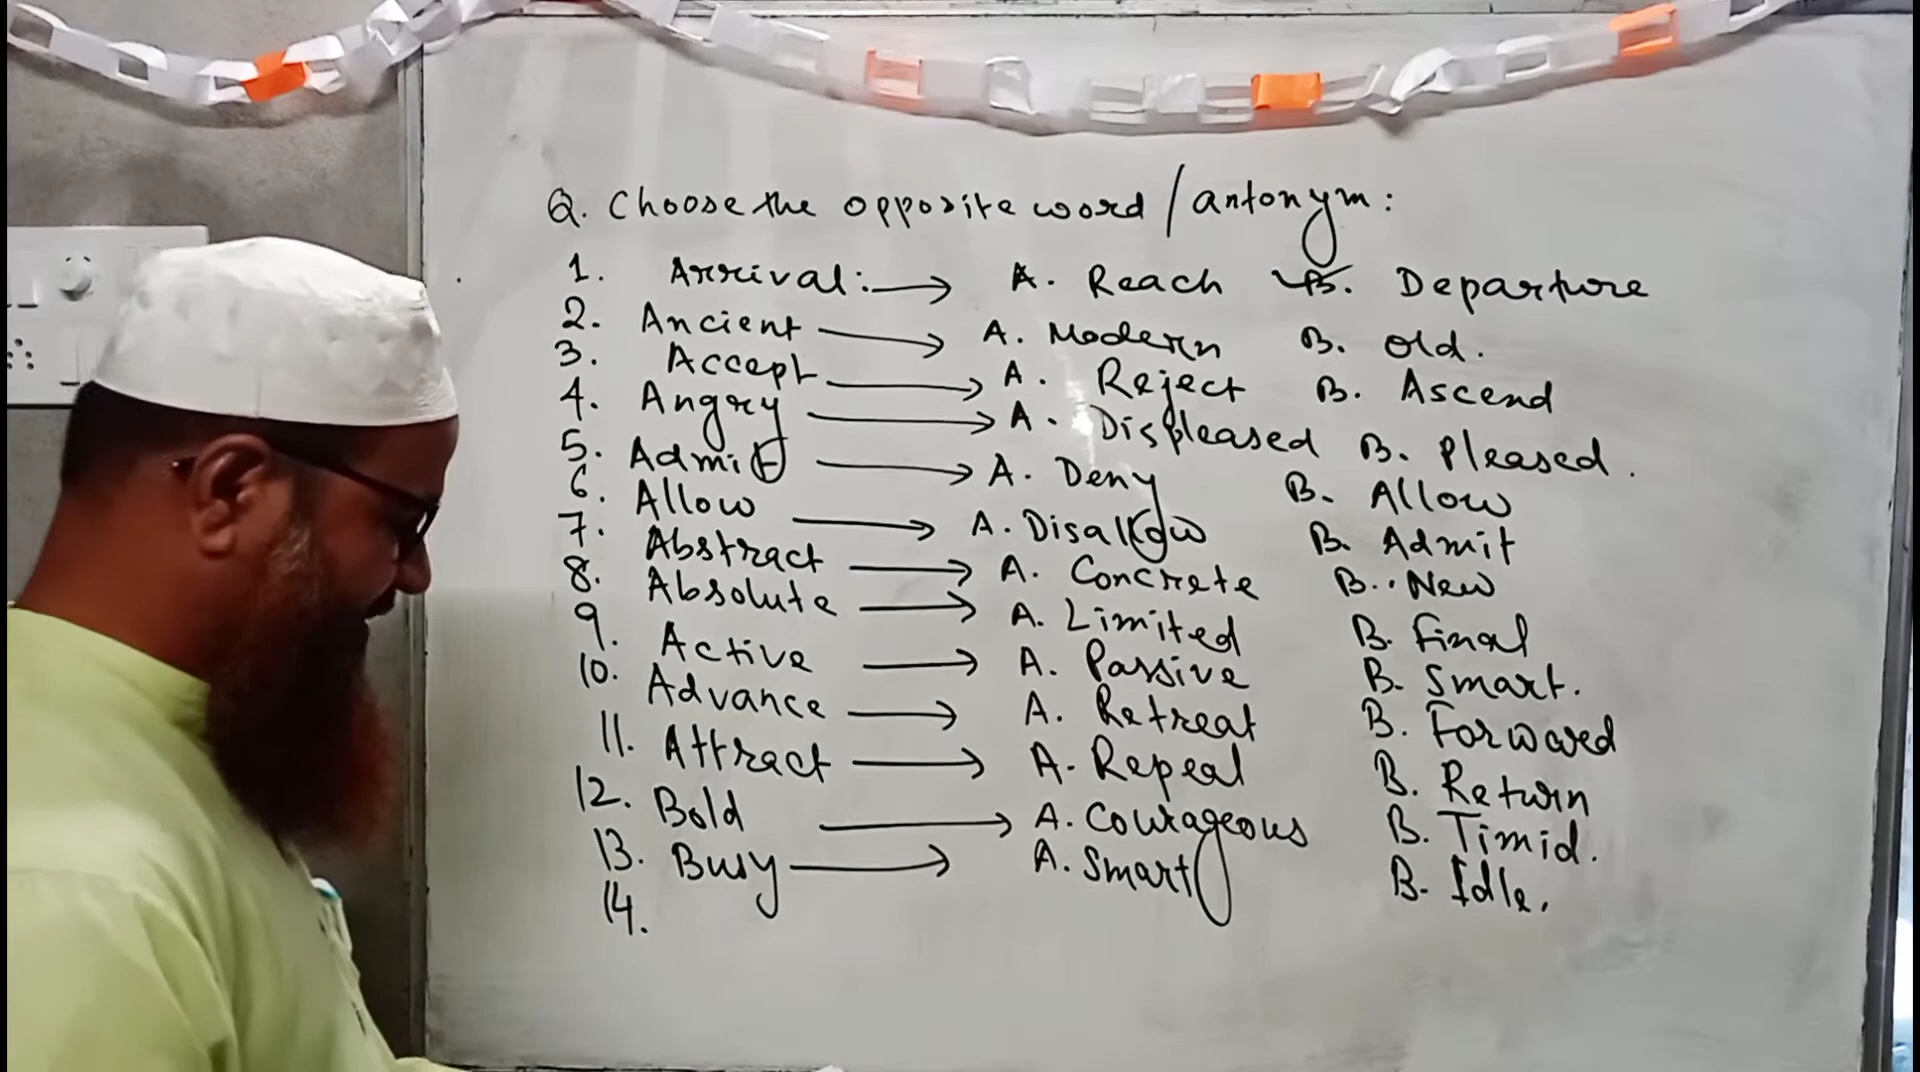 Q. Choose the opposite word / antonym:
1. Arrival: → A. Reach B. Departure
2. Ancient → A. Modern B. Old.
3. Accept → A. Reject B. Ascend
4. Angry → A. Displeased B. Pleased.
5. Admit → A. Deny B. Allow
6. Allow → A. Disallow B. Admit
7. Abstract → A. Concrete B. New
8. Absolute → A. Limited B. Final
9. Active → A. Passive B. Smart.
10. Advance → A. Retreat B. Forward
11. Attract → A. Repeal B. Return
12. Bold → A. Courageous B. Timid.
13. Busy → A. Smart B. Idle.
14.